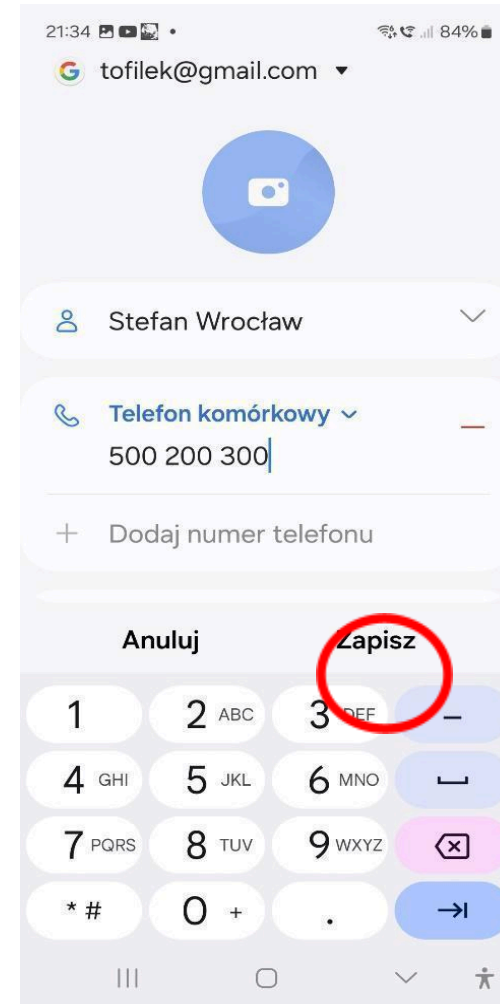 21:34 84%
tofilek@gmail.com
Stefan Wrocław
Telefon komórkowy
500 200 300
+ Dodaj numer telefonu
Anuluj Zapisz
1 2 ABC 3 DEF –
4 GHI 5 JKL 6 MNO
7 PQRS 8 TUV 9 WXYZ
* # 0 + .